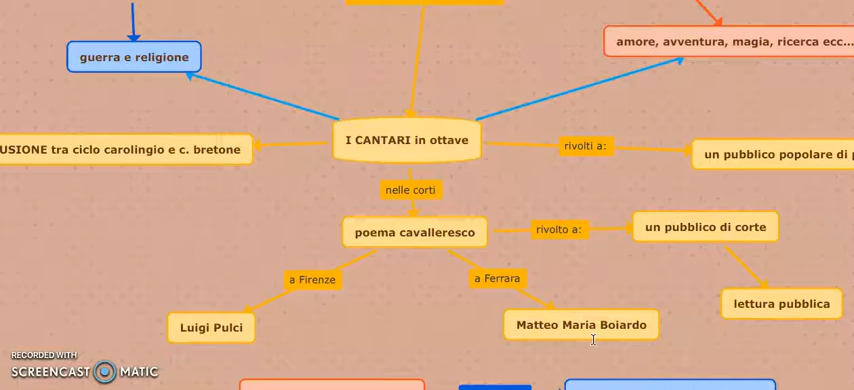 guerra e religione
amore, avventura, magia, ricerca ecc...
I CANTARI in ottave
USIONE tra ciclo carolingio e c. bretone
rivolti a:
un pubblico popolare di p
nelle corti
poema cavalleresco
rivolto a:
un pubblico di corte
a Firenze
a Ferrara
lettura pubblica
Luigi Pulci
Matteo Maria Boiardo
RECORDED WITH
SCREENCAST MATIC